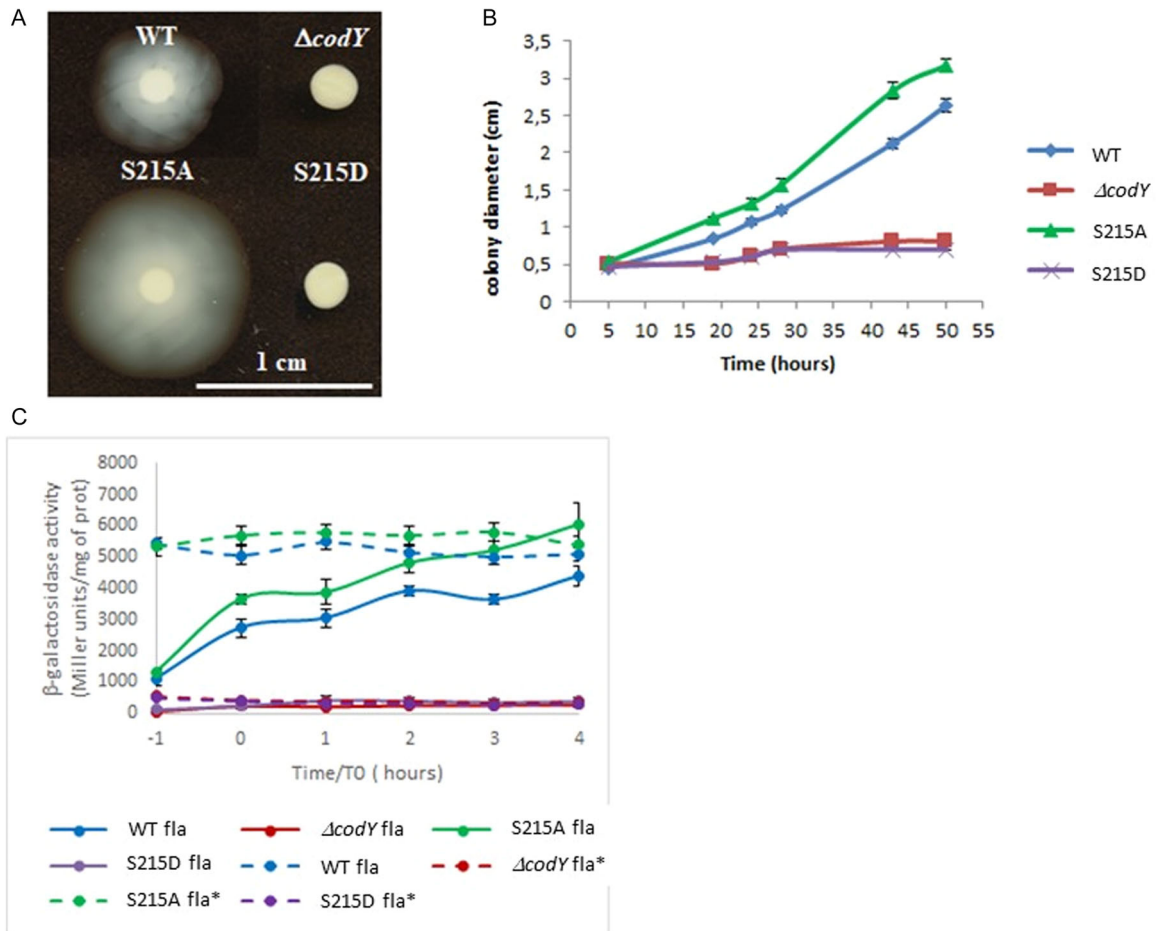 A
WT
ΔcodY
S215A
S215D
1 cm
B
3,5
3
2,5
2
1,5
1
0,5
0
colony diameter (cm)
0 5 10 15 20 25 30 35 40 45 50 55
Time (hours)
WT
ΔcodY
S215A
S215D
C
8000
7000
6000
5000
4000
3000
2000
1000
0
β-galactosidase activity
(Miller units/mg of prot)
-1 0 1 2 3 4
Time/T0 ( hours)
WT fla
ΔcodY fla
S215A fla
S215D fla
WT fla
ΔcodY fla*
S215A fla*
S215D fla*